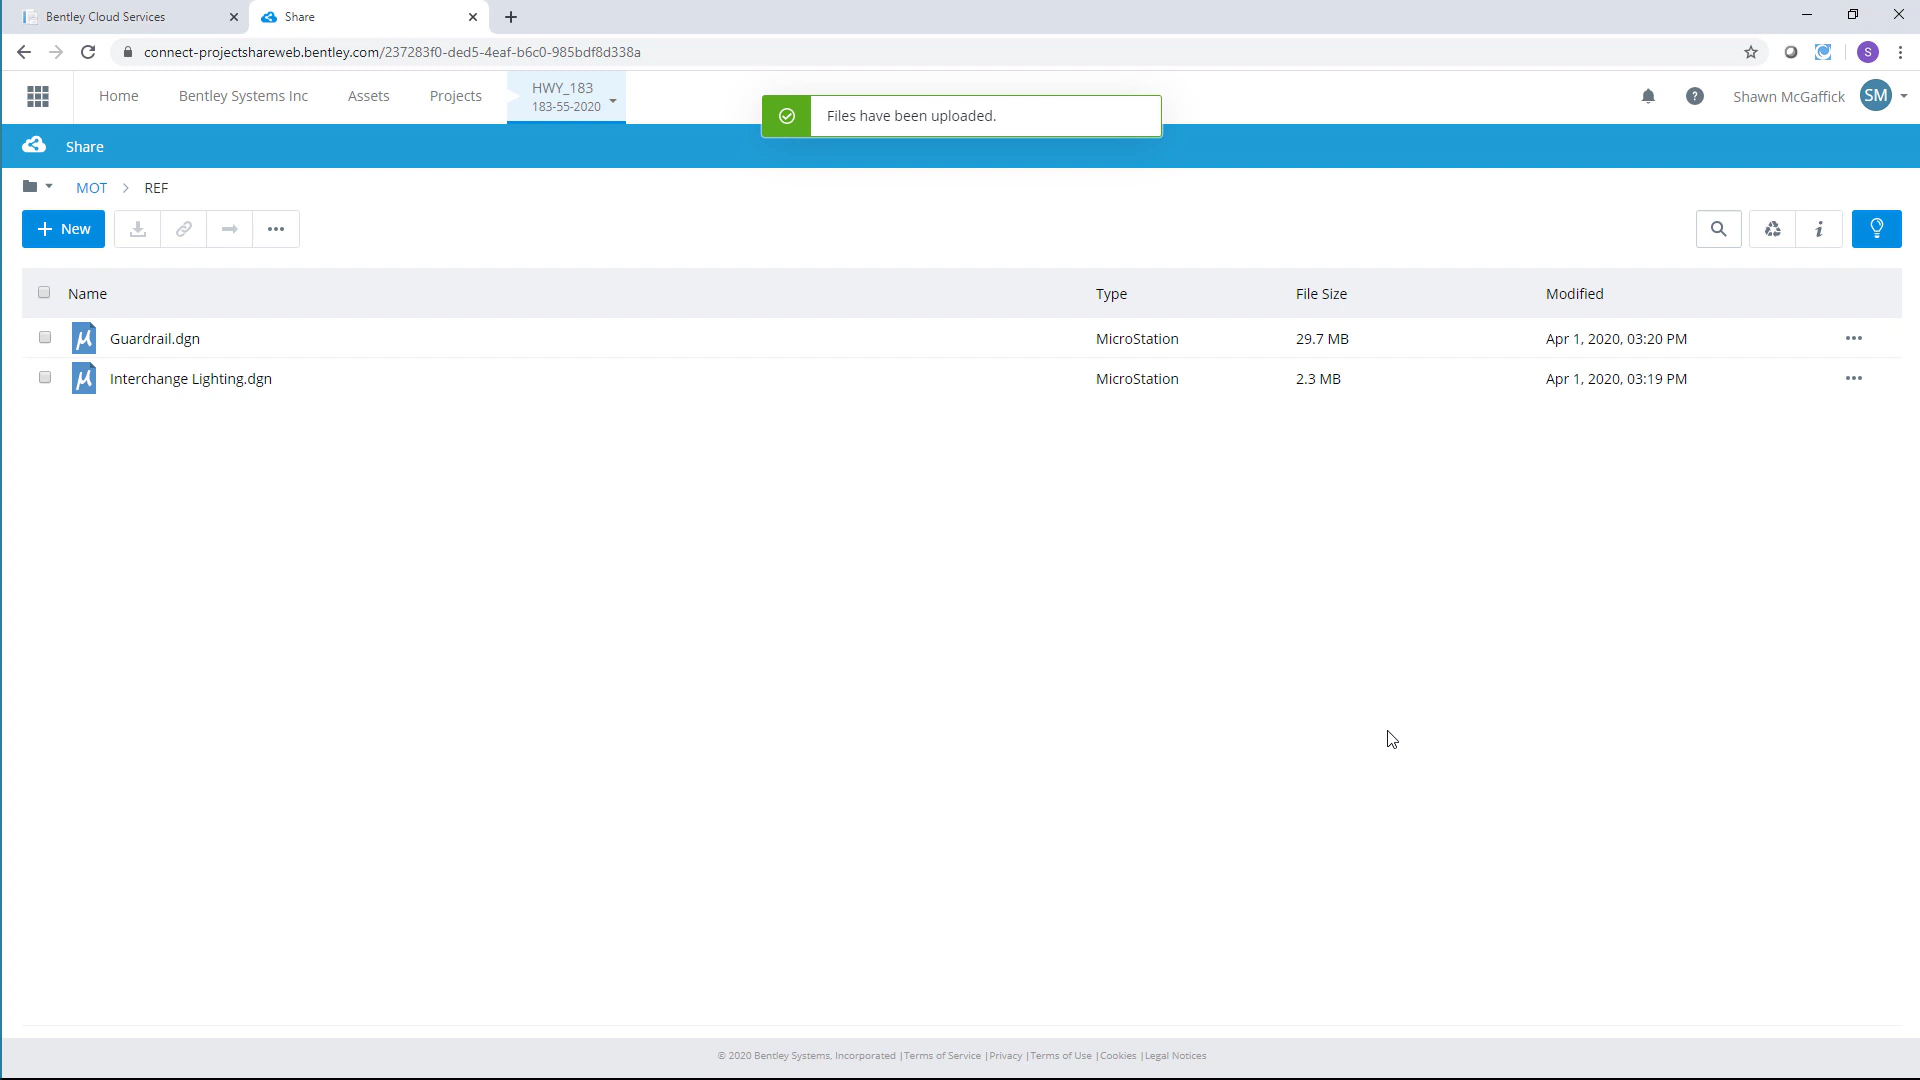 Bentley Cloud Services
Share
connect-projectshareweb.bentley.com/237283f0-ded5-4eaf-b6c0-985bdf8d338a
S
Home
Bentley Systems Inc
Assets
Projects
HWY_183
183-55-2020
Files have been uploaded.
Shawn McGaffick
SM
Share
MOT > REF
+ New
Name
Type
File Size
Modified
Guardrail.dgn
MicroStation
29.7 MB
Apr 1, 2020, 03:20 PM
Interchange Lighting.dgn
MicroStation
2.3 MB
Apr 1, 2020, 03:19 PM
© 2020 Bentley Systems, Incorporated |Terms of Service |Privacy |Terms of Use |Cookies |Legal Notices